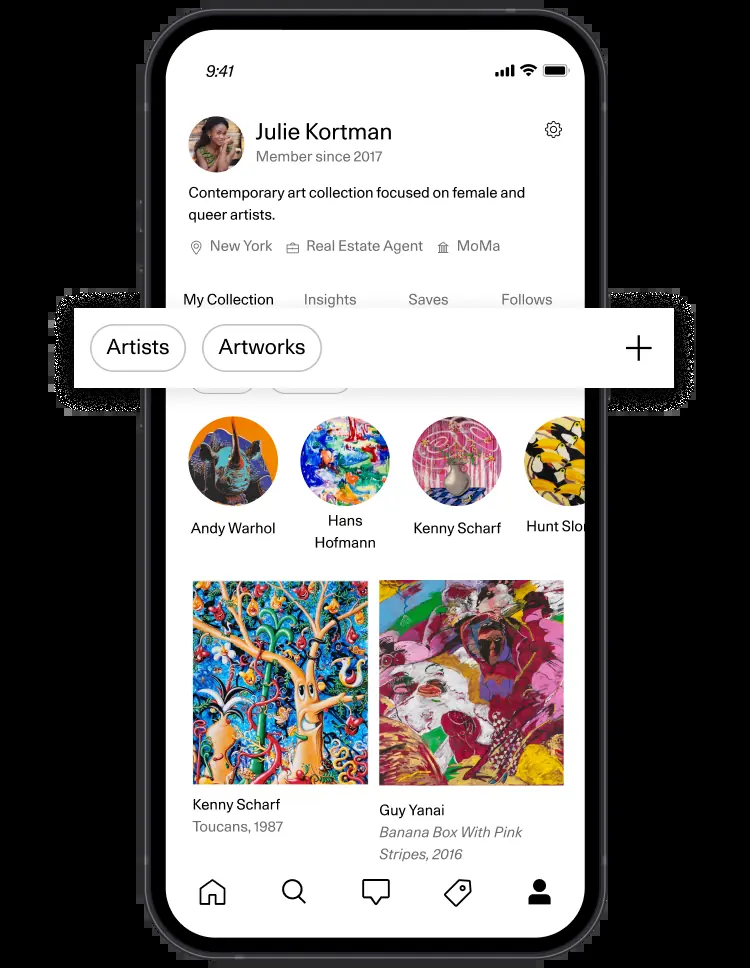 9:41
Julie Kortman
Member since 2017
Contemporary art collection focused on female and
queer artists.
New York Real Estate Agent MoMa
My Collection Insights Saves Follows
Artists Artworks
Andy Warhol
Hans
Hofmann
Kenny Scharf
Hunt
Kenny Scharf
Toucans, 1987
Guy Yanai
Banana Box With Pink
Stripes, 2016